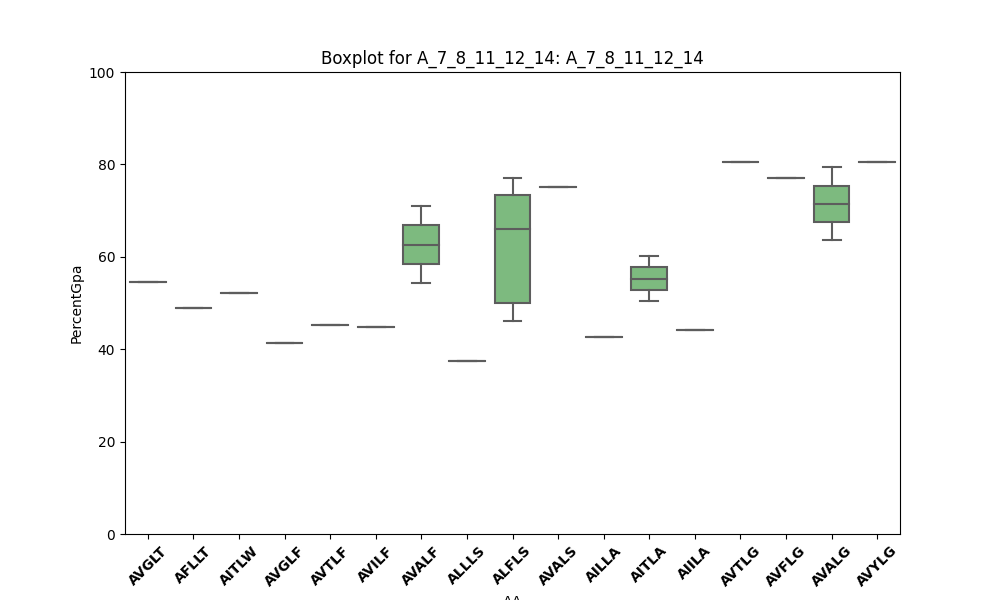 Boxplot for A_7_8_11_12_14: A_7_8_11_12_14
PercentGpa
100
80
60
40
20
0
AVGLT
AFLLT
AITLW
AVGLF
AVTLF
AVILF
AVALF
ALLLS
ALFLS
AVALS
AILLA
AITLA
AIILA
AVTLG
AVFLG
AVALG
AVYLG
AA